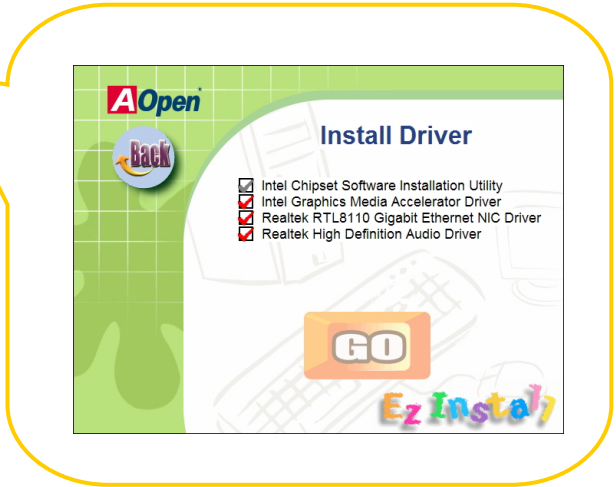 AOpen
Back
Install Driver
Intel Chipset Software Installation Utility
Intel Graphics Media Accelerator Driver
Realtek RTL8110 Gigabit Ethernet NIC Driver
Realtek High Definition Audio Driver
GO
Ez Install